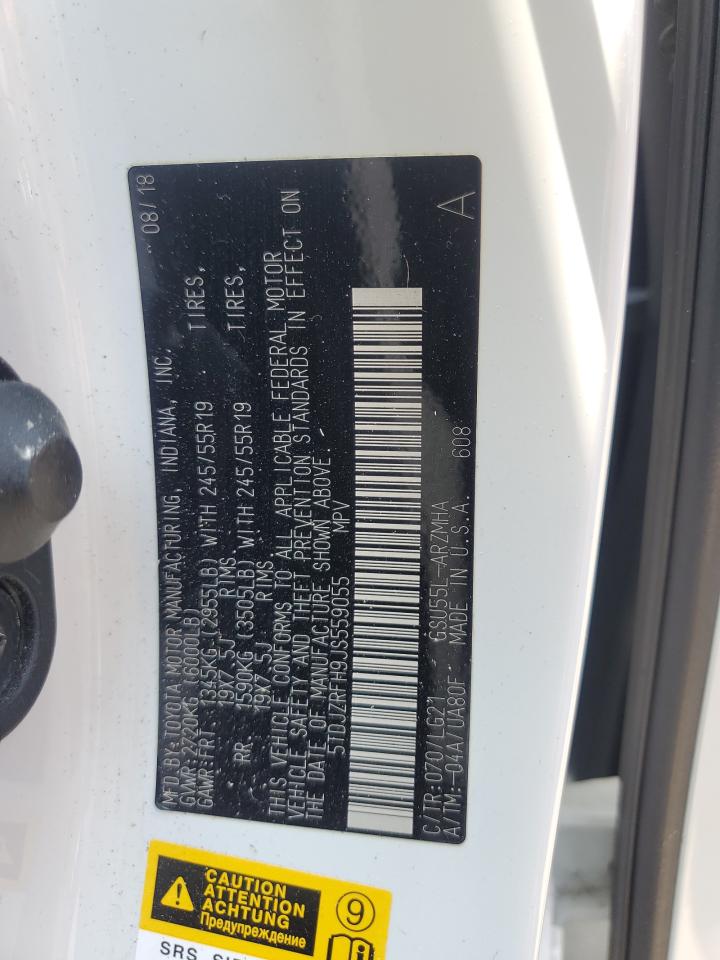 MFD.BY:TOYOTA MOTOR MANUFACTURING, INDIANA, INC. 08/18
GVWR:2720KG(6000LB)
GAWR:FRT 1345KG (2955LB) WITH 245/55R19 TIRES,
19X7.5J RIMS
RR 1590KG (3505LB) WITH 245/55R19 TIRES,
19X7.5J RIMS
THIS VEHICLE CONFORMS TO ALL APPLICABLE FEDERAL MOTOR
VEHICLE SAFETY AND THEFT PREVENTION STANDARDS IN EFFECT ON
THE DATE OF MANUFACTURE SHOWN ABOVE.
5TDJZRFH9JS559055 MPV
C/TR:070/LG21 GSU55L-ARZMHA
A/TM:-04A/UA80F MADE IN U.S.A. 608 A
CAUTION
ATTENTION
ACHTUNG
Предупреждение
9
SRS